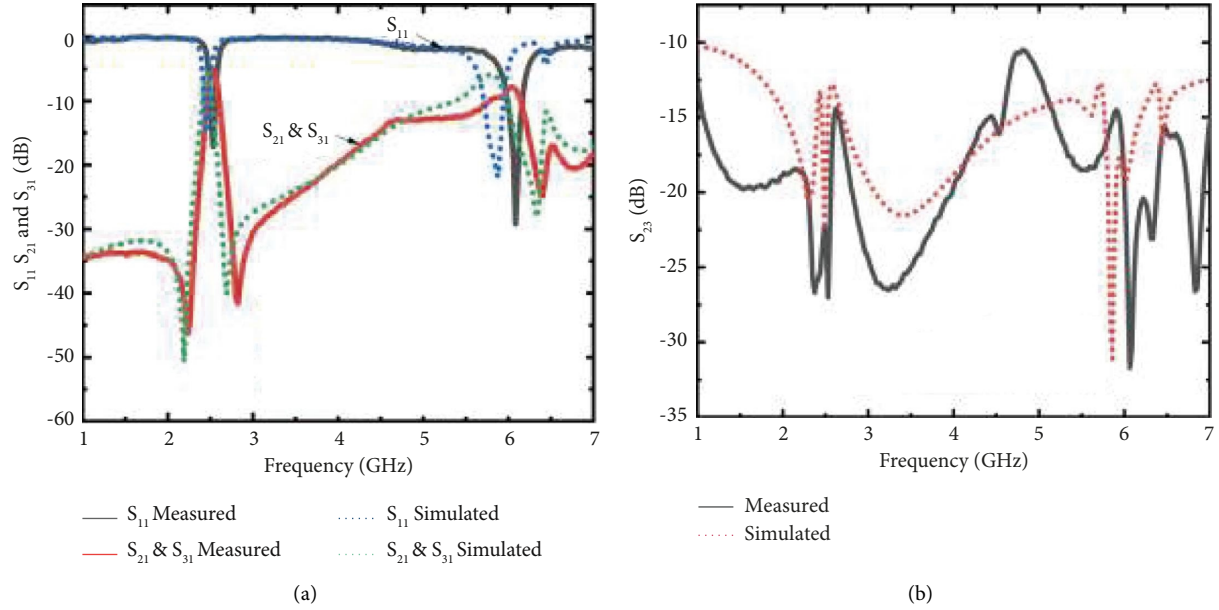 S₁₁
S₂₁ & S₃₁
0
-10
-20
-30
-40
-50
-60
S₁₁ S₂₁ and S₃₁ (dB)
1 2 3 4 5 6 7
Frequency (GHz)
S₁₁ Measured
S₁₁ Simulated
S₂₁ & S₃₁ Measured
S₂₁ & S₃₁ Simulated
(a)
-10
-15
-20
-25
-30
-35
S₂₃ (dB)
1 2 3 4 5 6 7
Frequency (GHz)
Measured
Simulated
(b)